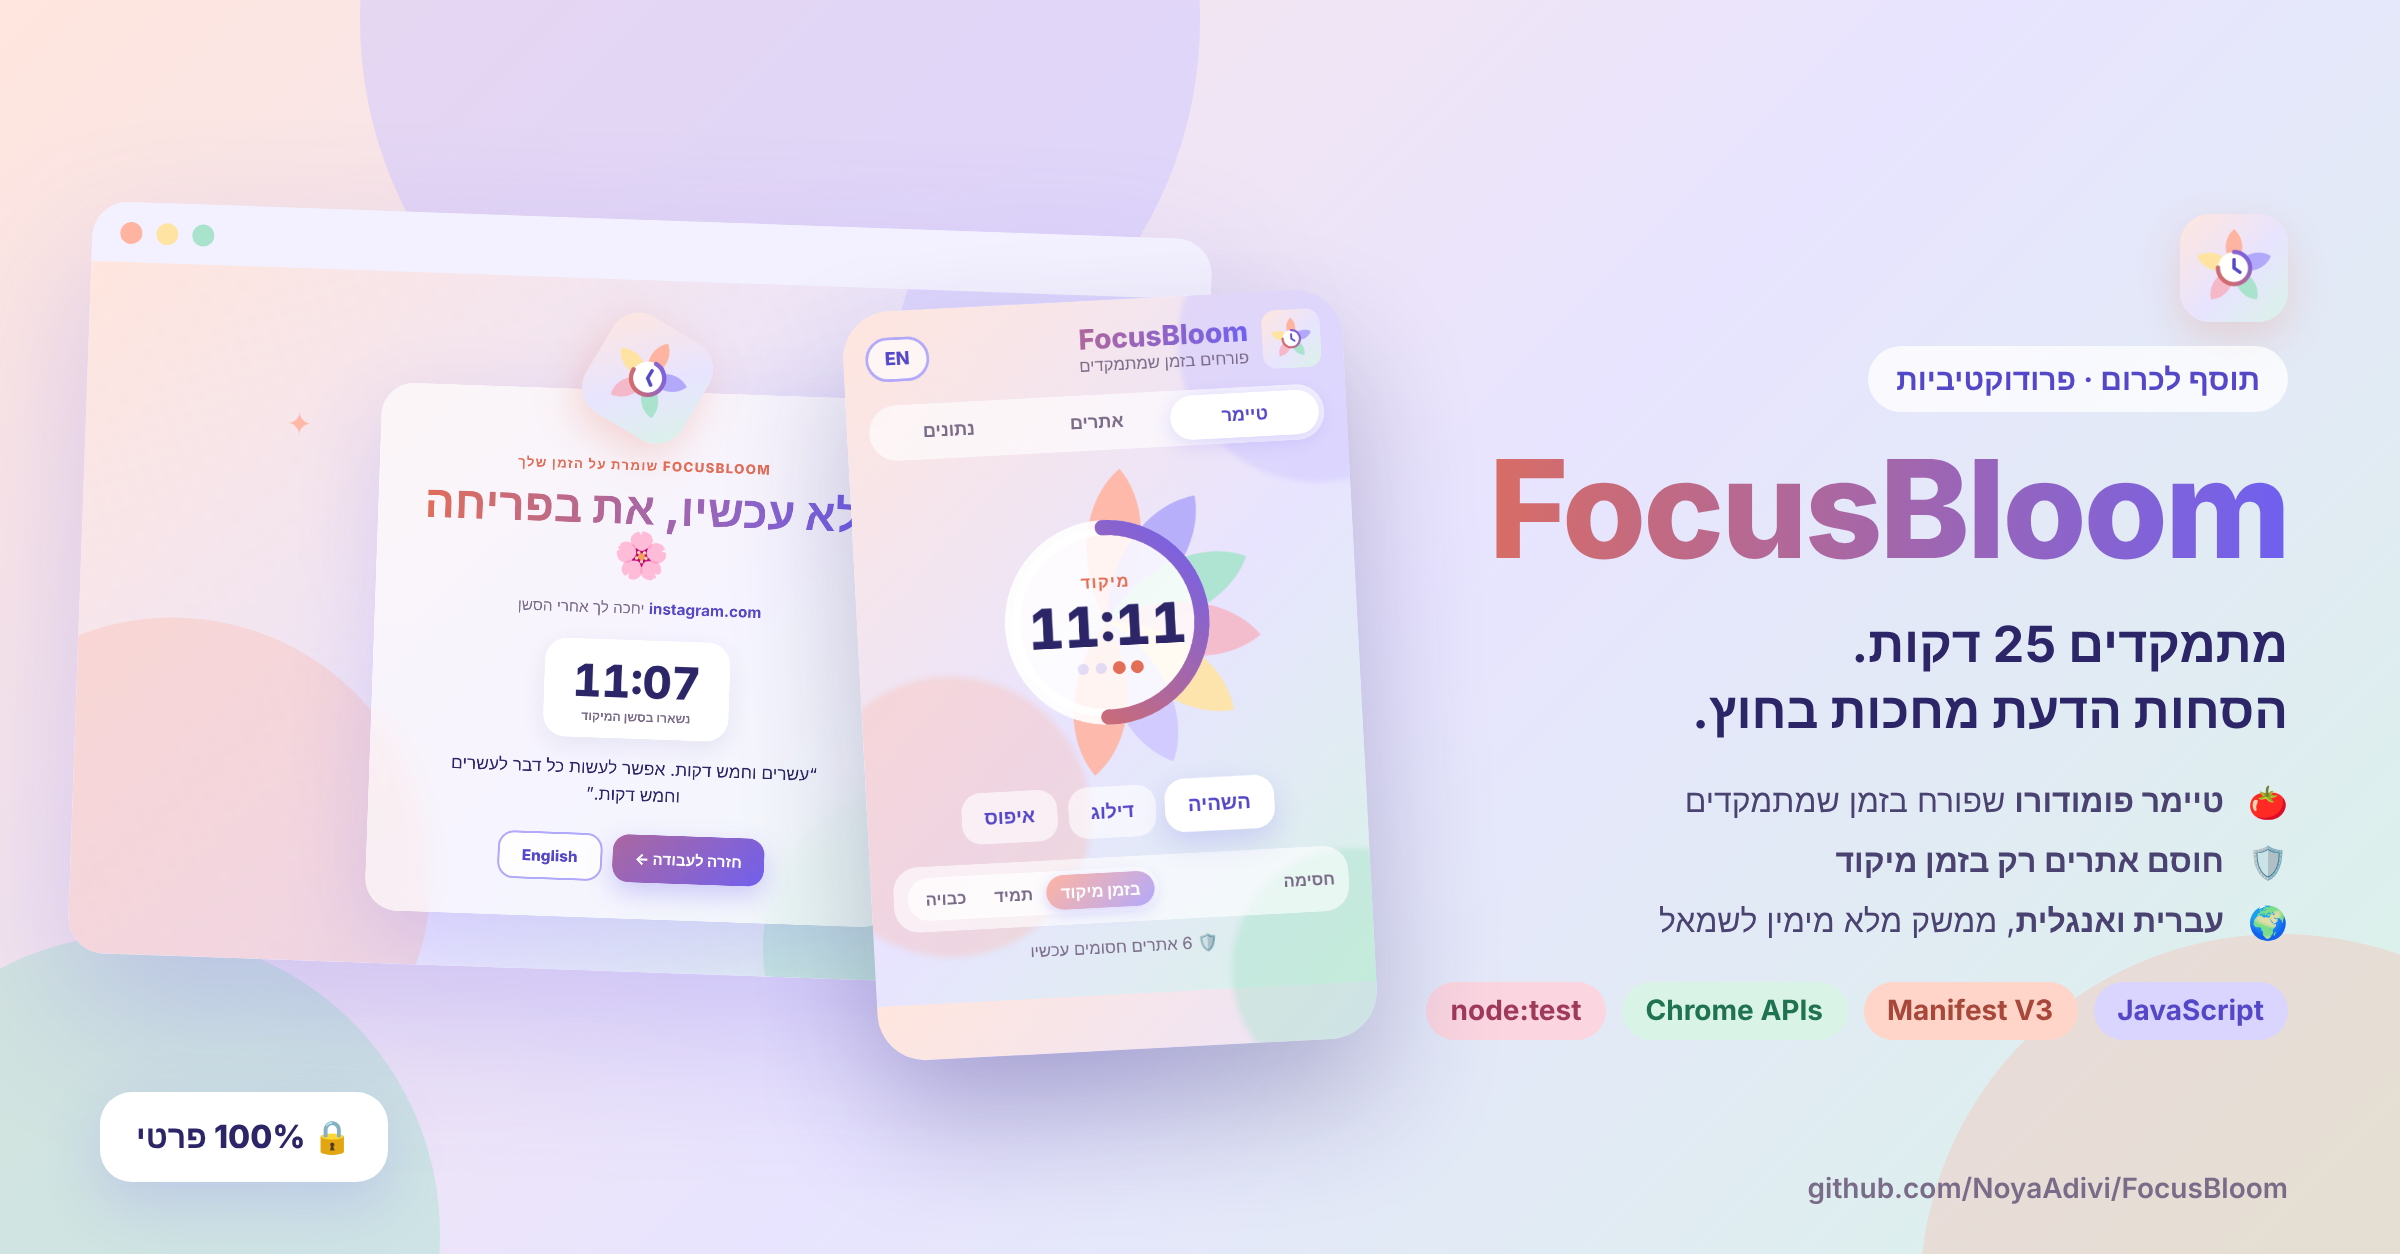 תוסף לכרום · פרודוקטיביות
FocusBloom
מתמקדים 25 דקות.
הסחות הדעת מחכות בחוץ.
🍅 טיימר פומודורו שפורח בזמן שמתמקדים
🛡️ חוסם אתרים רק בזמן מיקוד
🌍 עברית ואנגלית, ממשק מלא מימין לשמאל
JavaScript
Manifest V3
Chrome APIs
node:test
github.com/NoyaAdivi/FocusBloom
FocusBloom
פורחים בזמן שמתמקדים
EN
טיימר
אתרים
נתונים
מיקוד
11:11
השהיה
דילוג
איפוס
חסימה
בזמן מיקוד
תמיד
כבויה
🛡️ 6 אתרים חסומים עכשיו
FOCUSBLOOM שומרת על הזמן שלך
לא עכשיו, את בפריחה
🌸
instagram.com יחכה לך אחרי הסשן
11:07
נשארו בסשן המיקוד
"עשרים וחמש דקות. אפשר לעשות כל דבר לעשרים
וחמש דקות."
חזרה לעבודה ←
English
🔒 100% פרטי